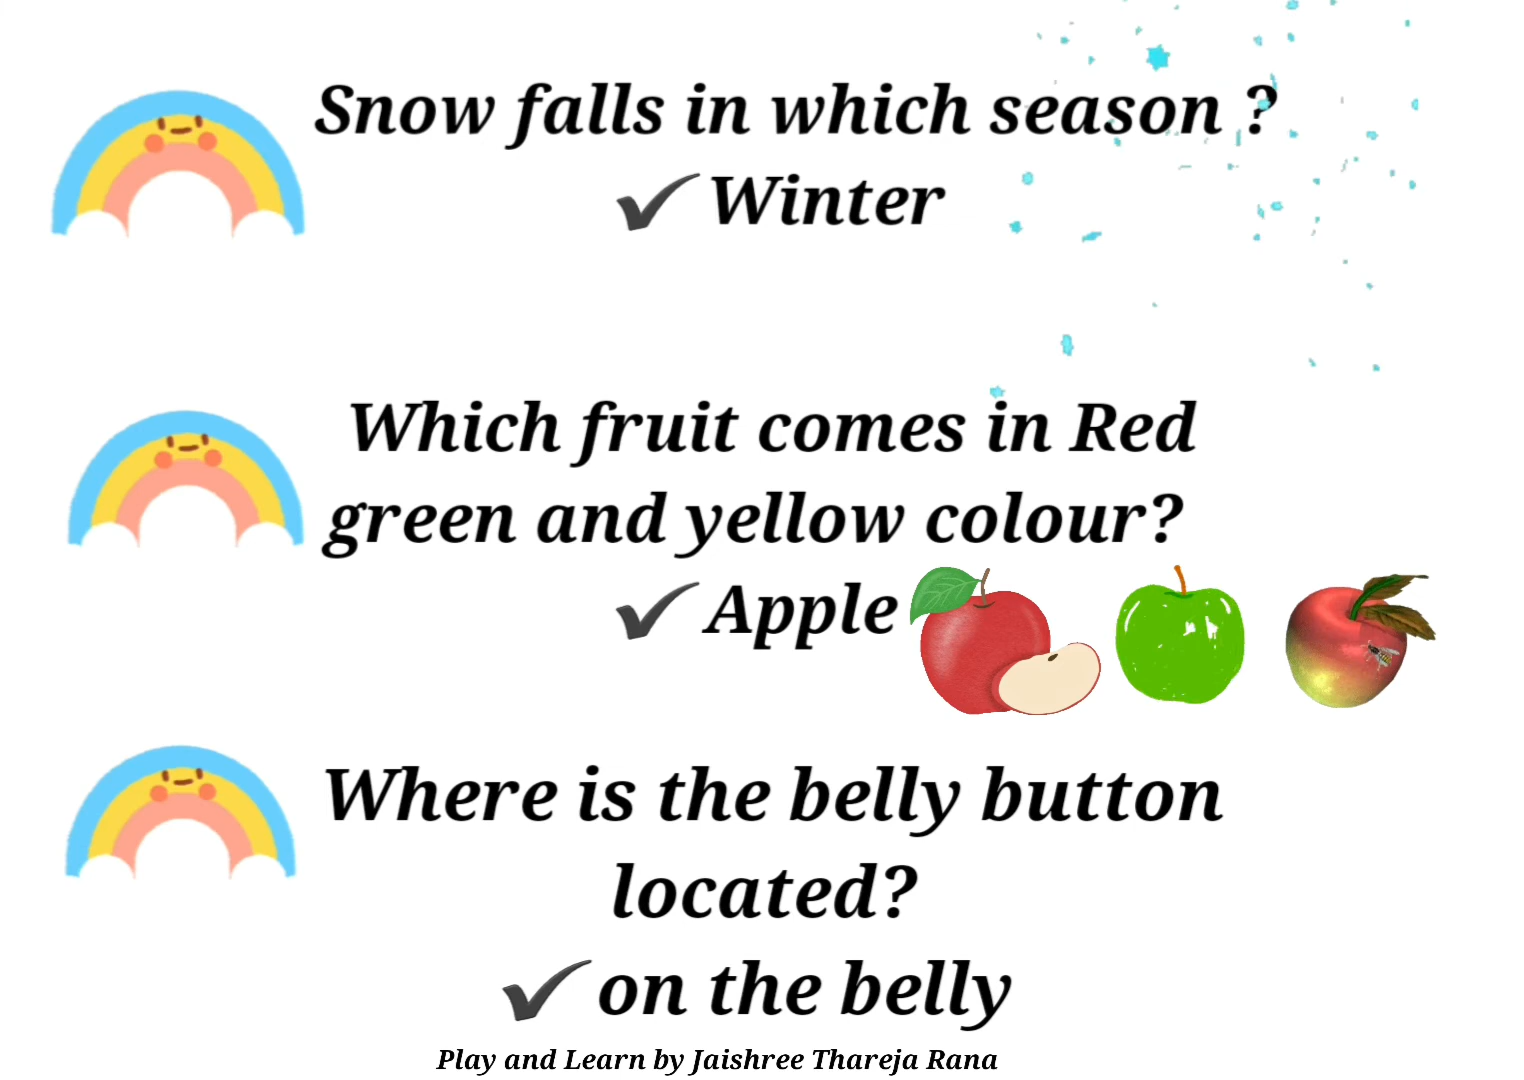 Snow falls in which season ?
✔Winter
Which fruit comes in Red
green and yellow colour?
✔Apple
Where is the belly button
located?
✔on the belly
Play and Learn by Jaishree Thareja Rana